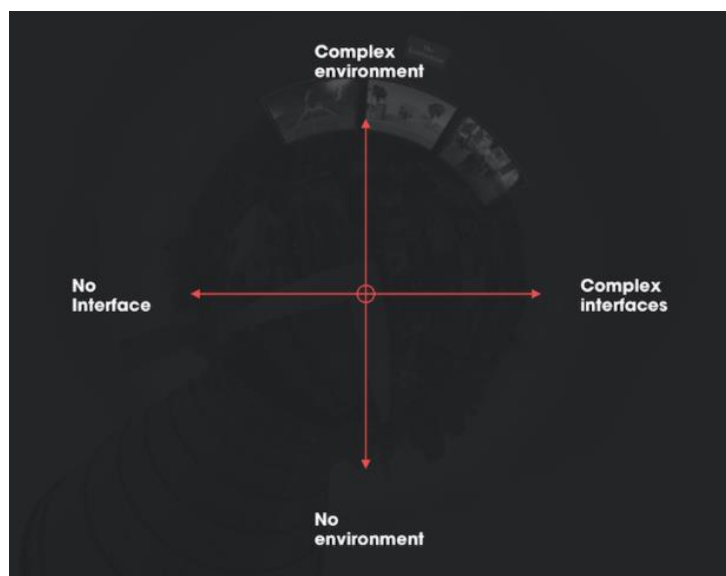 Complex
environment
No
Interface
Complex
interfaces
No
environment